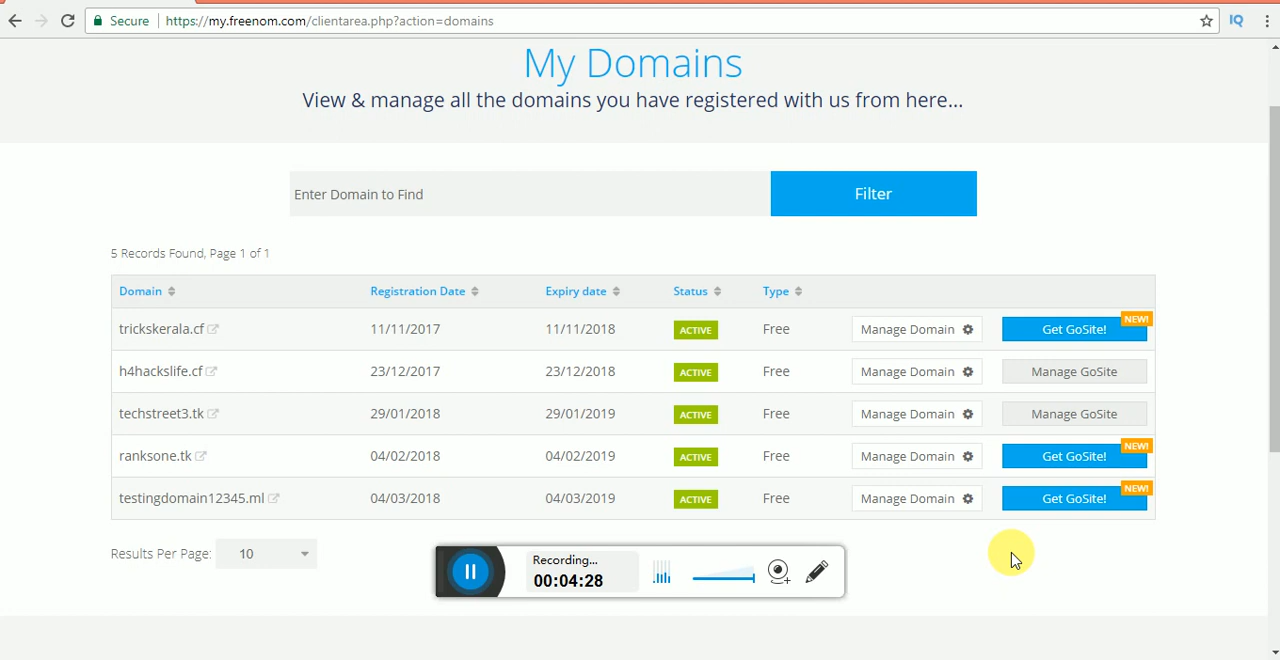 Secure https://my.freenom.com/clientarea.php?action=domains IQ
My Domains
View & manage all the domains you have registered with us from here...
Enter Domain to Find Filter
5 Records Found, Page 1 of 1
Domain Registration Date Expiry date Status Type
trickskerala.cf 11/11/2017 11/11/2018 ACTIVE Free Manage Domain Get GoSite! NEW!
h4hackslife.cf 23/12/2017 23/12/2018 ACTIVE Free Manage Domain Manage GoSite
techstreet3.tk 29/01/2018 29/01/2019 ACTIVE Free Manage Domain Manage GoSite
ranksone.tk 04/02/2018 04/02/2019 ACTIVE Free Manage Domain Get GoSite! NEW!
testingdomain12345.ml 04/03/2018 04/03/2019 ACTIVE Free Manage Domain Get GoSite! NEW!
Results Per Page: 10
Recording...
00:04:28